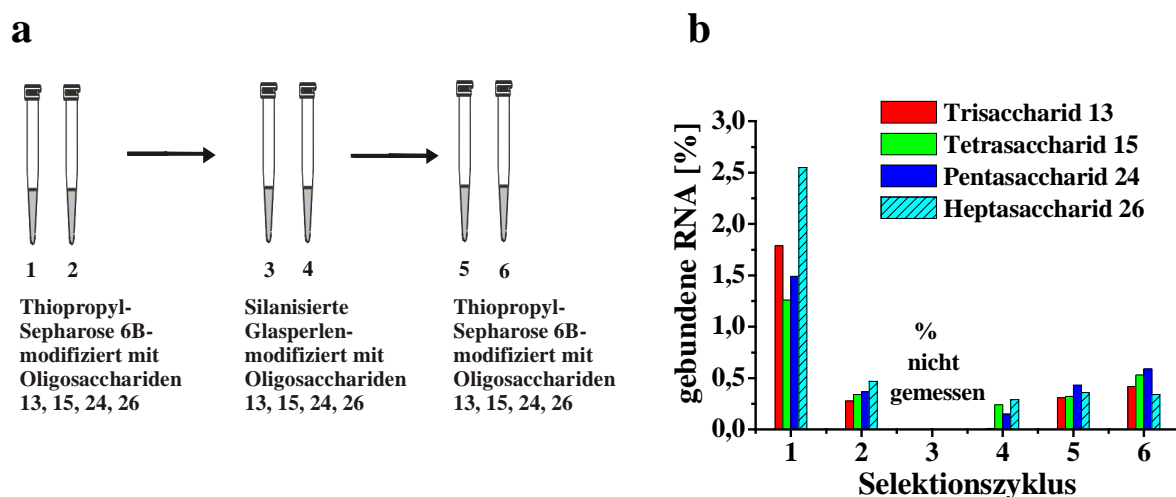 a
1 2
Thiopropyl-
Sepharose 6B-
modifiziert mit
Oligosacchariden
13, 15, 24, 26
3 4
Silanisierte
Glasperlen-
modifiziert mit
Oligosacchariden
13, 15, 24, 26
5 6
Thiopropyl-
Sepharose 6B-
modifiziert mit
Oligosacchariden
13, 15, 24, 26
b
Trisaccharid 13
Tetrasaccharid 15
Pentasaccharid 24
Heptasaccharid 26
gebundene RNA [%]
3,0
2,5
2,0
1,5
1,0
0,5
0,0
%
nicht
gemessen
1 2 3 4 5 6
Selektionszyklus